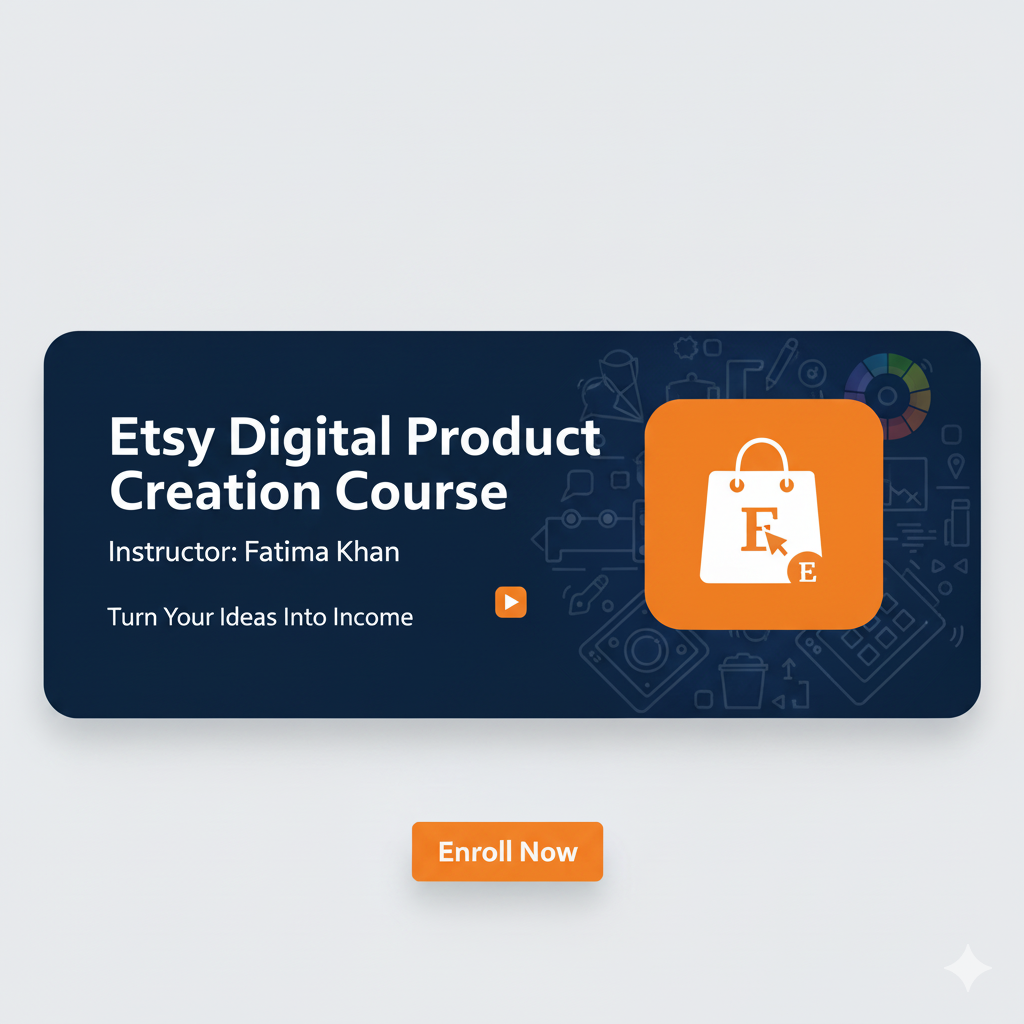 Etsy Digital Product
Creation Course
Instructor: Fatima Khan
Turn Your Ideas Into Income
E
E
Enroll Now